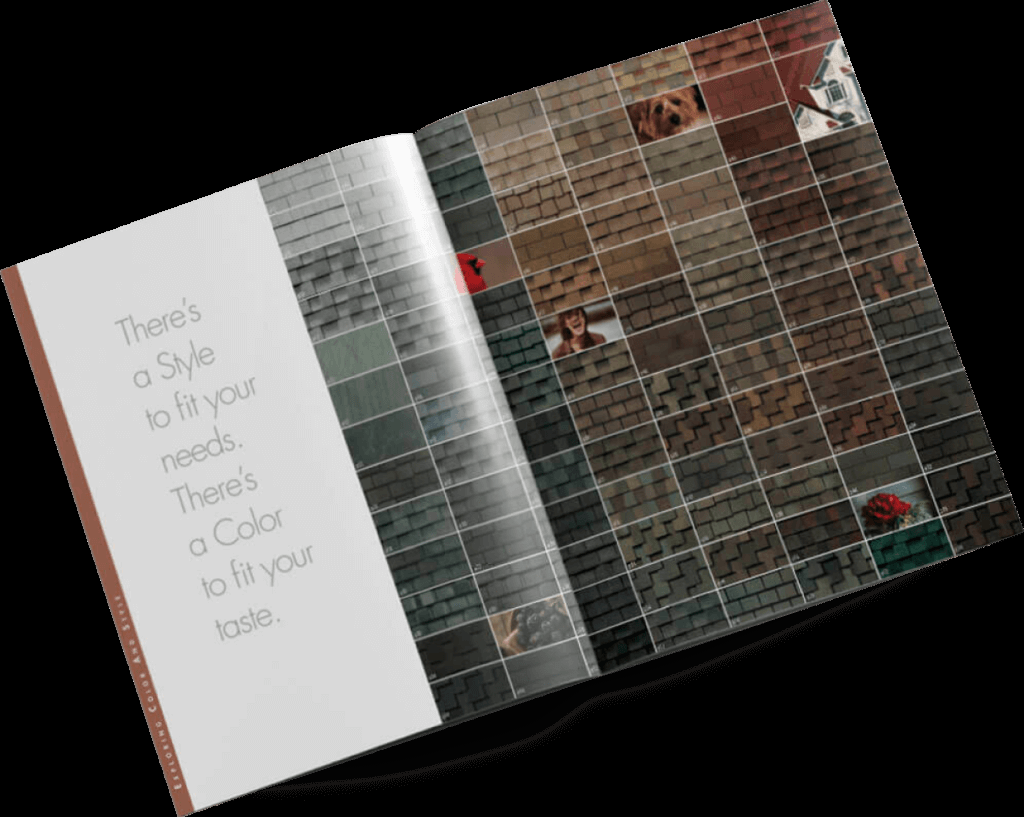 There's
a Style
to fit your
needs.
There's
a Color
to fit your
taste.
Exploring Color And Style